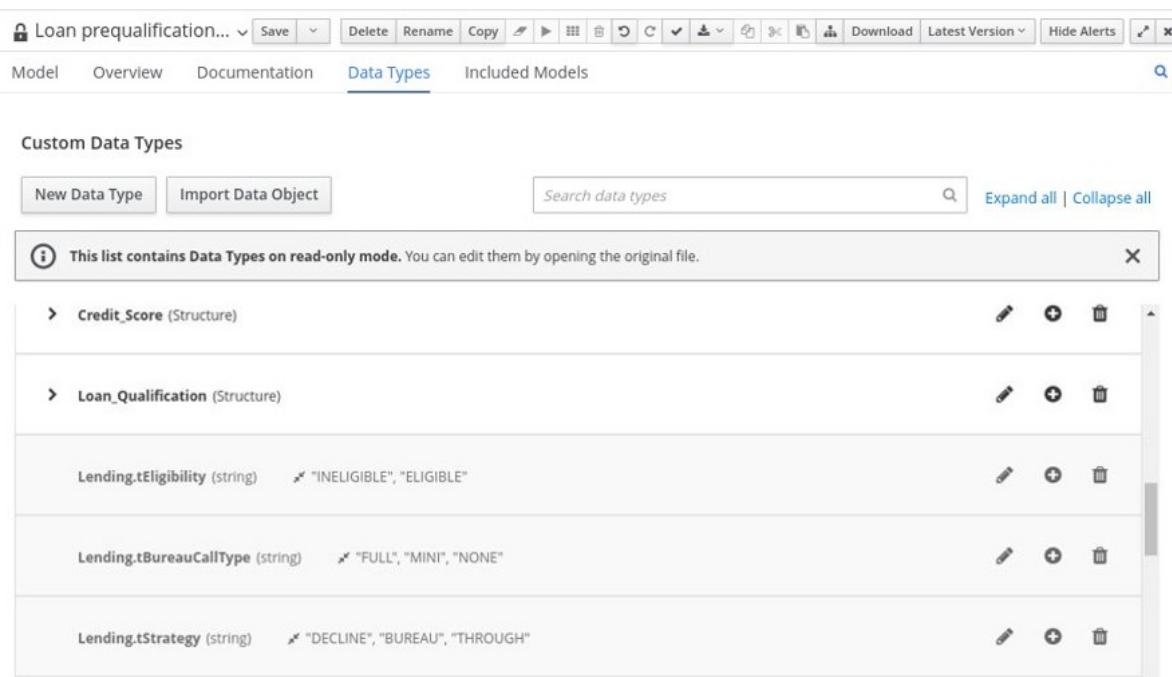 Loan prequalification... Save Delete Rename Copy Download Latest Version Hide Alerts
Model Overview Documentation Data Types Included Models
Custom Data Types
New Data Type Import Data Object Search data types Expand all | Collapse all
This list contains Data Types on read-only mode. You can edit them by opening the original file.
Credit_Score (Structure)
Loan_Qualification (Structure)
Lending.tEligibility (string) "INELIGIBLE", "ELIGIBLE"
Lending.tBureauCallType (string) "FULL", "MINI", "NONE"
Lending.tStrategy (string) "DECLINE", "BUREAU", "THROUGH"